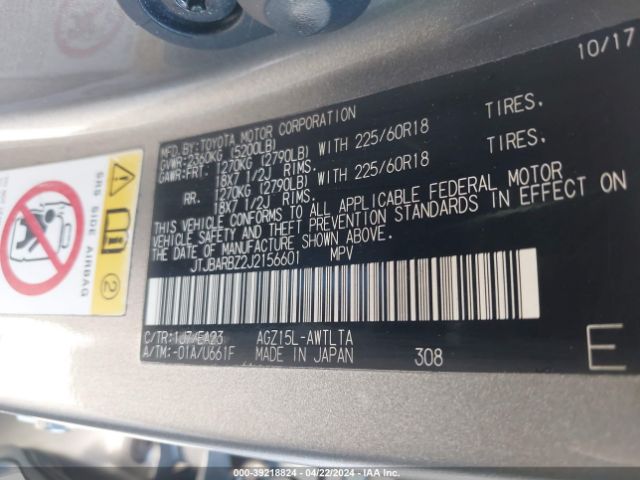 10/17
MFD.BY:TOYOTA MOTOR CORPORATION
GVWR:2360KG (5200LB)
GAWR:FRT. 1270KG (2790LB) WITH 225/60R18 TIRES,
18X7 1/2J RIMS.
RR. 1270KG (2790LB) WITH 225/60R18 TIRES,
18X7 1/2J RIMS.
THIS VEHICLE CONFORMS TO ALL APPLICABLE FEDERAL MOTOR
VEHICLE SAFETY AND THEFT PREVENTION STANDARDS IN EFFECT ON
THE DATE OF MANUFACTURE SHOWN ABOVE.
JTJBARBZ2J2156601 MPV
C/TR:1J7/EA23 AGZ15L-AWTLTA
A/TM:-01A/U661F MADE IN JAPAN 308
E
SRS SIDE AIRBAG
2
000-39218824 - 04/22/2024 - IAA Inc.